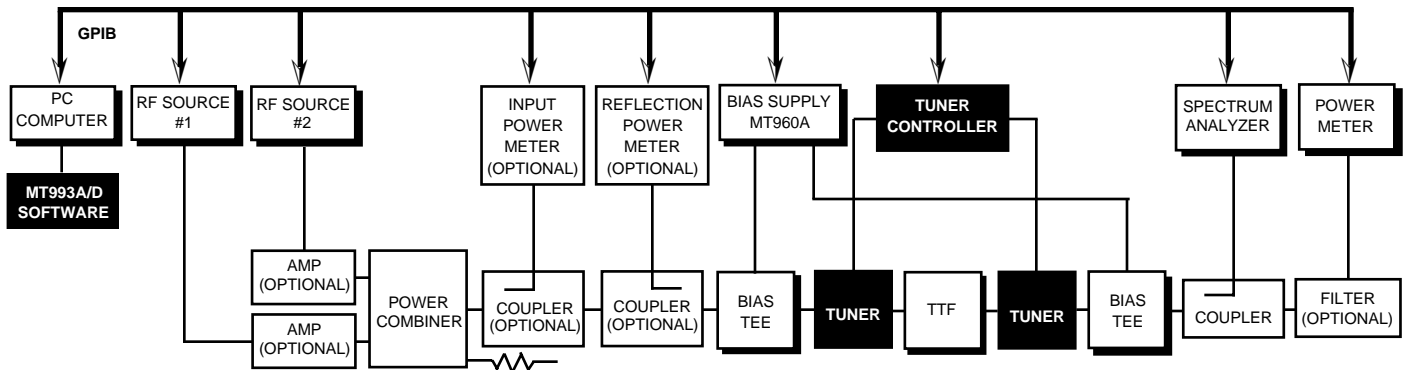 GPIB
PC
COMPUTER
RF SOURCE
#1
RF SOURCE
#2
INPUT
POWER
METER
(OPTIONAL)
REFLECTION
POWER
METER
(OPTIONAL)
BIAS SUPPLY
MT960A
TUNER
CONTROLLER
SPECTRUM
ANALYZER
POWER
METER
MT993A/D
SOFTWARE
AMP
(OPTIONAL)
AMP
(OPTIONAL)
POWER
COMBINER
COUPLER
(OPTIONAL)
COUPLER
(OPTIONAL)
BIAS
TEE
TUNER
TTF
TUNER
BIAS
TEE
COUPLER
FILTER
(OPTIONAL)